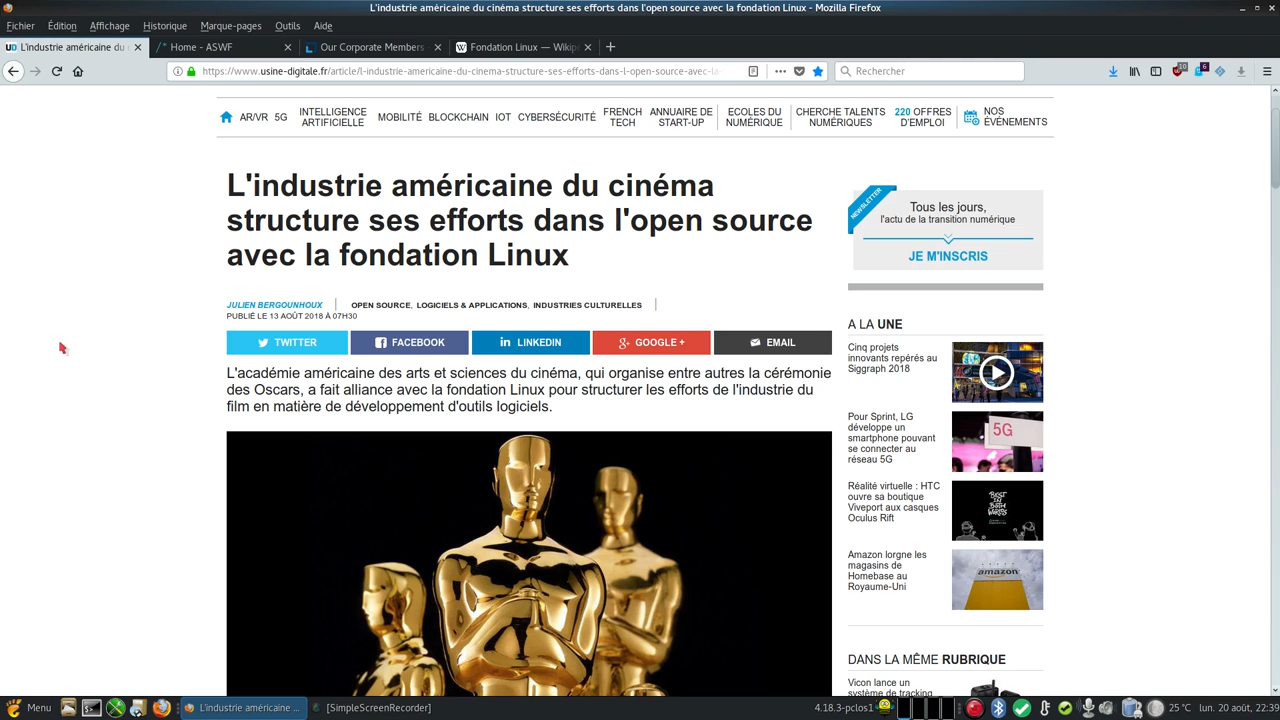 L'industrie américaine du cinéma structure ses efforts dans l'open source avec la fondation Linux - Mozilla Firefox
Fichier Édition Affichage Historique Marque-pages Outils Aide
L'industrie américaine du
Home - ASWF
Our Corporate Members
Fondation Linux — Wikip
https://www.usine-digitale.fr/article/l-industrie-americaine-du-cinema-structure-ses-efforts-dans-l-open-source-avec-la-
Rechercher
10
6
AR/VR 5G INTELLIGENCE ARTIFICIELLE MOBILITÉ BLOCKCHAIN IOT CYBERSÉCURITÉ FRENCH TECH ANNUAIRE DE START-UP ECOLES DU NUMÉRIQUE CHERCHE TALENTS NUMÉRIQUES 220 OFFRES D'EMPLOI NOS ÉVÈNEMENTS
L'industrie américaine du cinéma
structure ses efforts dans l'open source
avec la fondation Linux
JULIEN BERGOUNHOUX OPEN SOURCE, LOGICIELS & APPLICATIONS, INDUSTRIES CULTURELLES
PUBLIÉ LE 13 AOÛT 2018 À 07H30
TWITTER FACEBOOK LINKEDIN GOOGLE + EMAIL
L'académie américaine des arts et sciences du cinéma, qui organise entre autres la cérémonie
des Oscars, a fait alliance avec la fondation Linux pour structurer les efforts de l'industrie du
film en matière de développement d'outils logiciels.
NEWSLETTER
Tous les jours,
l'actu de la transition numérique
JE M'INSCRIS
A LA UNE
Cinq projets
innovants repérés au
Siggraph 2018
Pour Sprint, LG
développe un
smartphone pouvant
se connecter au
réseau 5G
5G
Réalité virtuelle : HTC
ouvre sa boutique
Viveport aux casques
Oculus Rift
BEST
OF BOTH
WORLDS
Amazon lorgne les
magasins de
Homebase au
Royaume-Uni
amazon
DANS LA MÊME RUBRIQUE
Vicon lance un
système de tracking
Menu
L'industrie américaine ...
[SimpleScreenRecorder]
4.18.3-pclos1
25 °C
lun. 20 août, 22:39